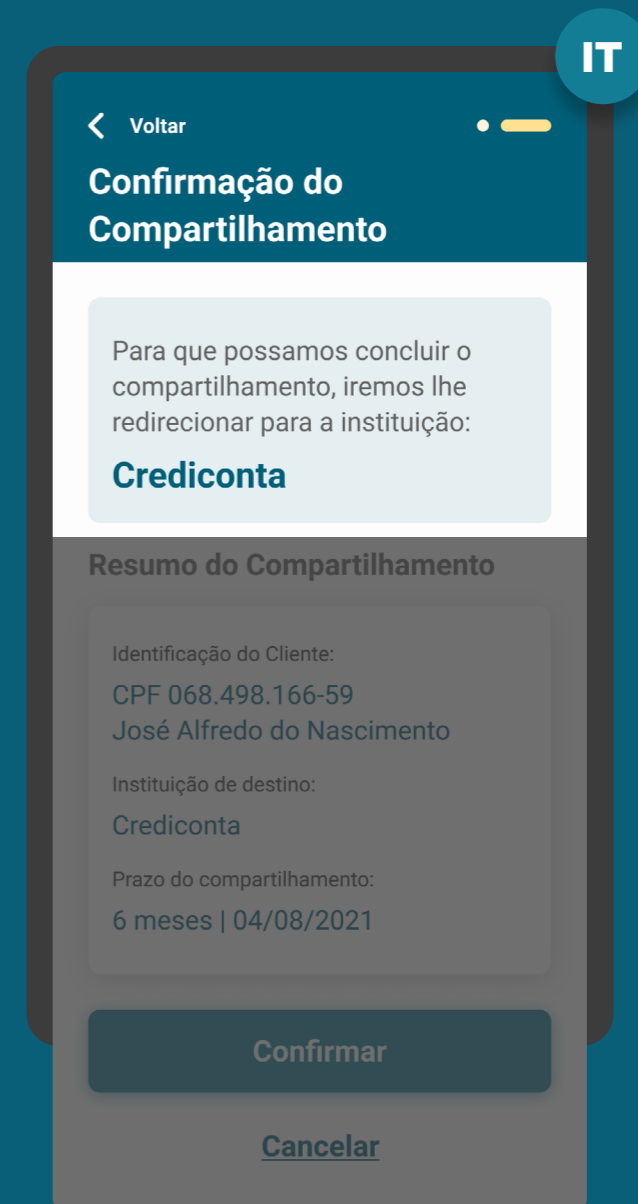 IT
Voltar
Confirmação do
Compartilhamento
Para que possamos concluir o
compartilhamento, iremos lhe
redirecionar para a instituição:
Crediconta
Resumo do Compartilhamento
Identificação do Cliente:
CPF 068.498.166-59
José Alfredo do Nascimento
Instituição de destino:
Crediconta
Prazo do compartilhamento:
6 meses | 04/08/2021
Confirmar
Cancelar